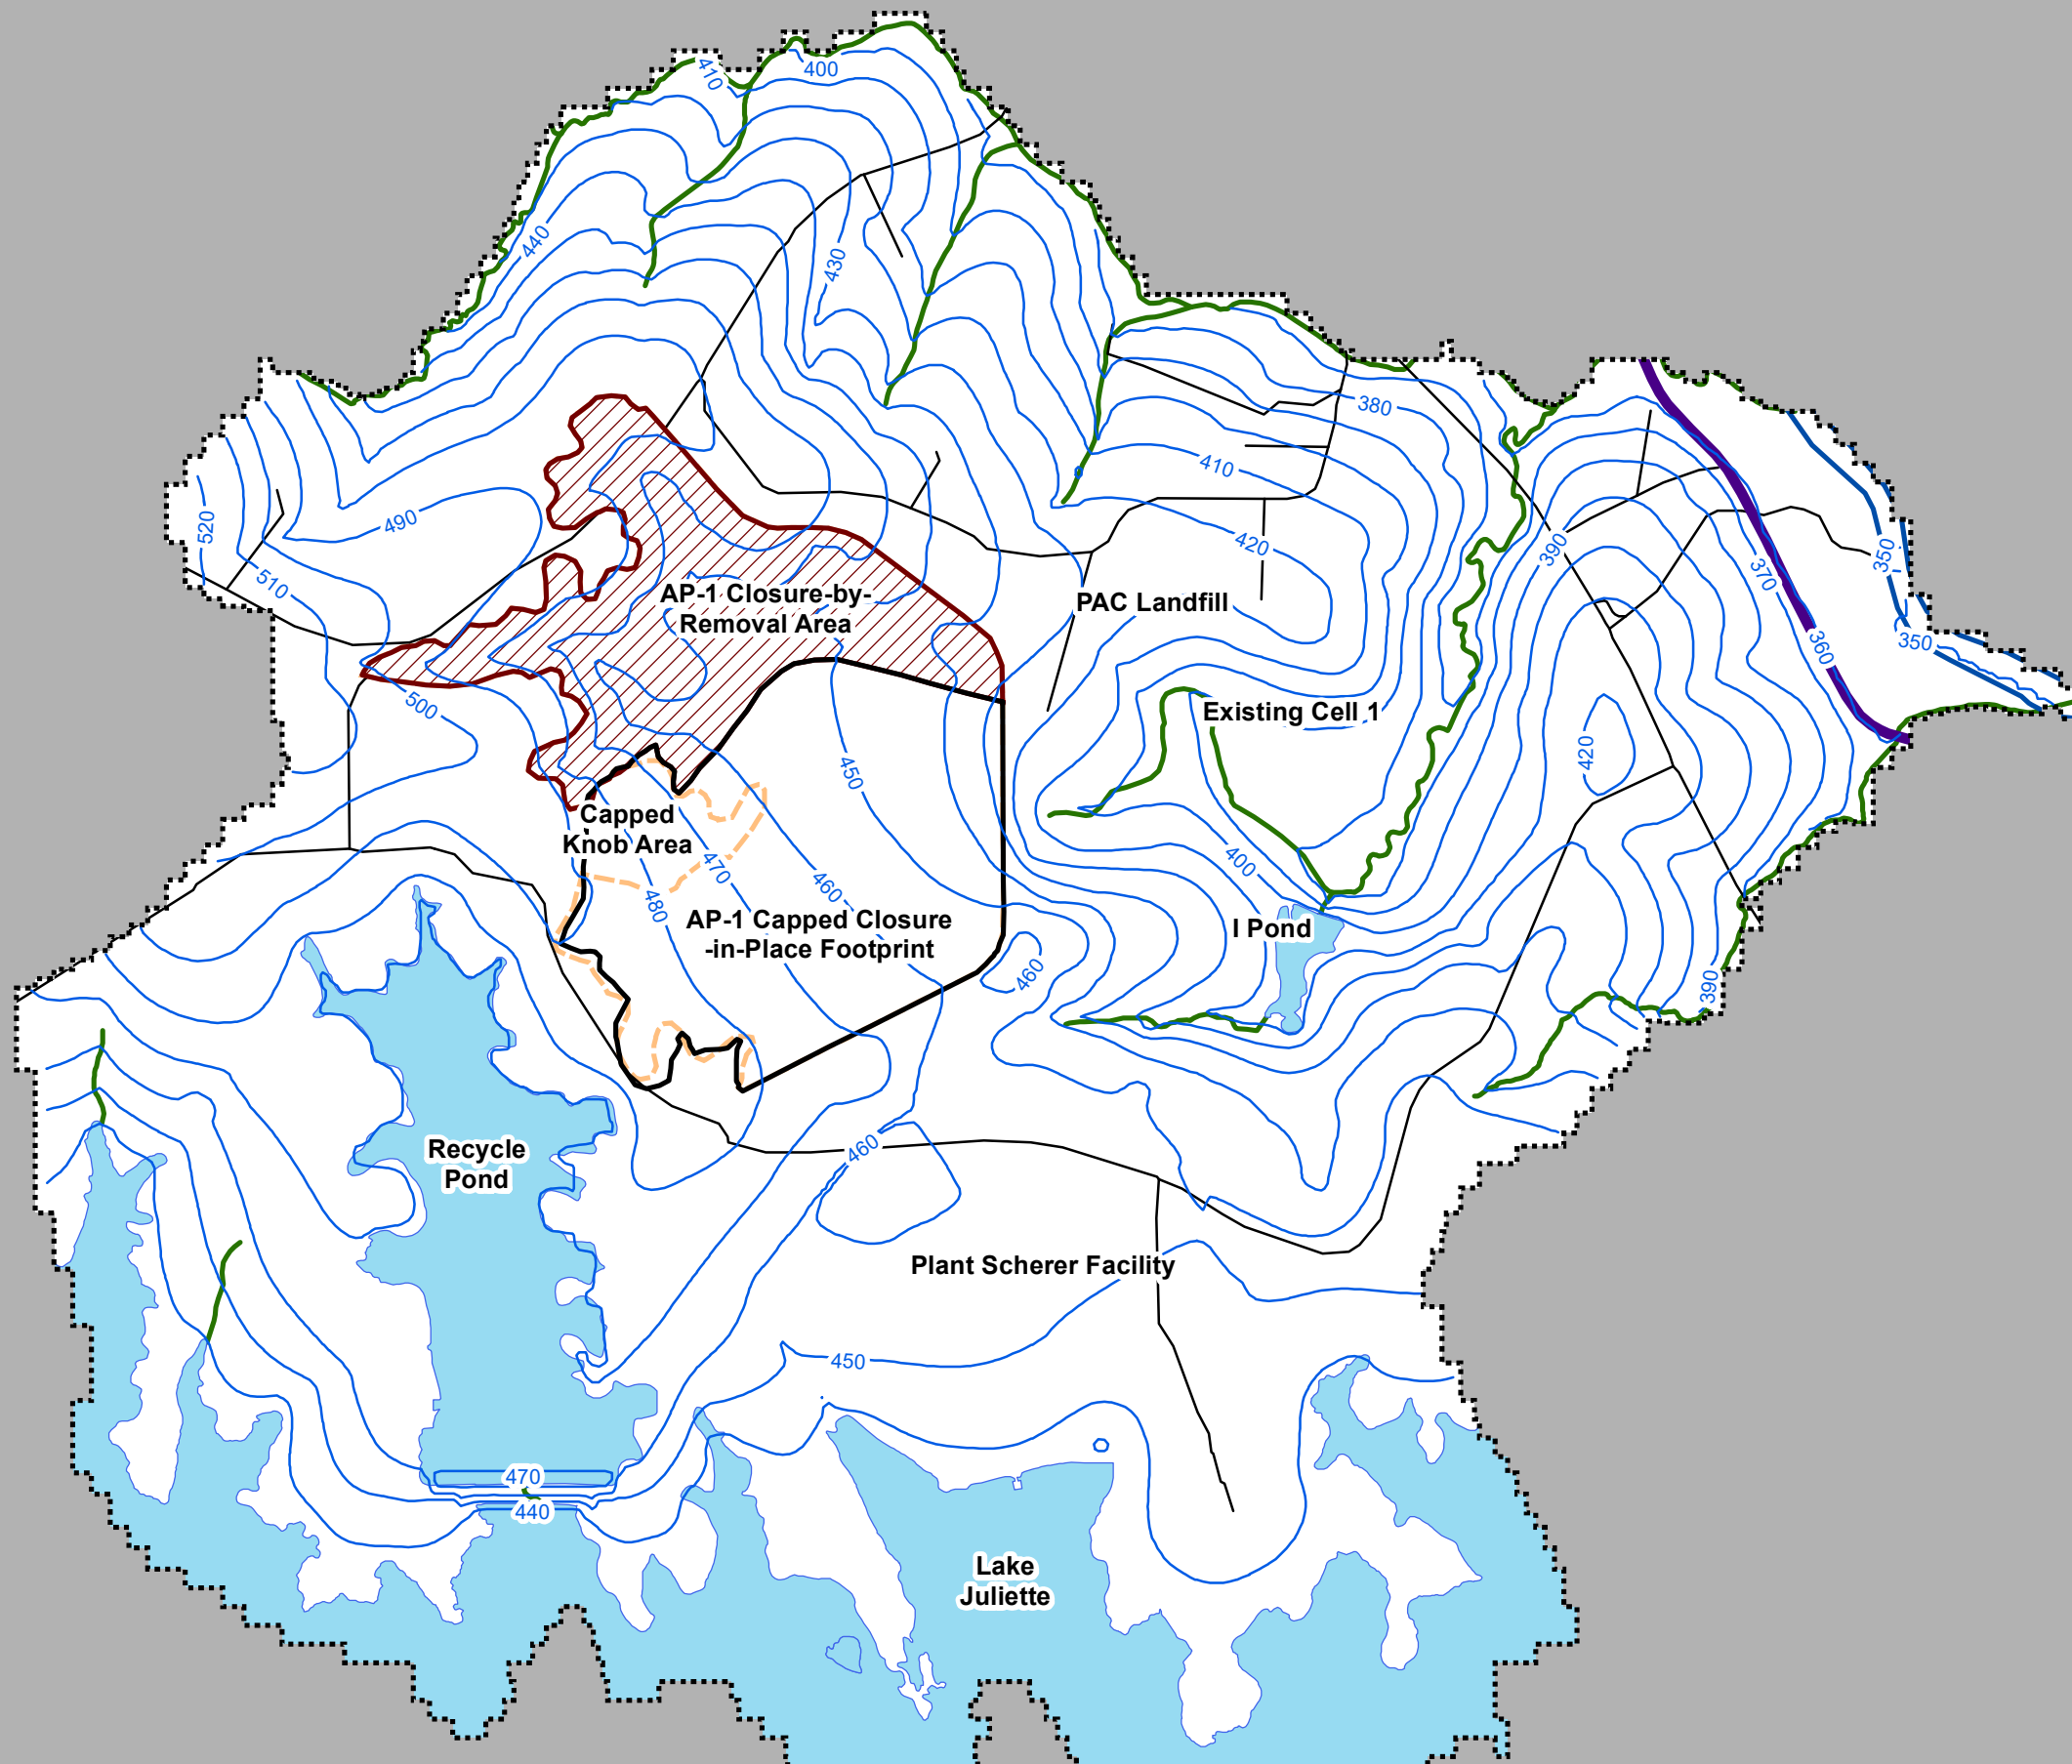 410
400
440
430
380
410
490
520
510
420
390
350
370
350
360
AP-1 Closure-by-
Removal Area
PAC Landfill
500
Existing Cell 1
420
450
Capped
Knob Area
470
460
480
400
AP-1 Capped Closure
-in-Place Footprint
I Pond
460
390
Recycle
Pond
460
Plant Scherer Facility
450
470
440
Lake
Juliette